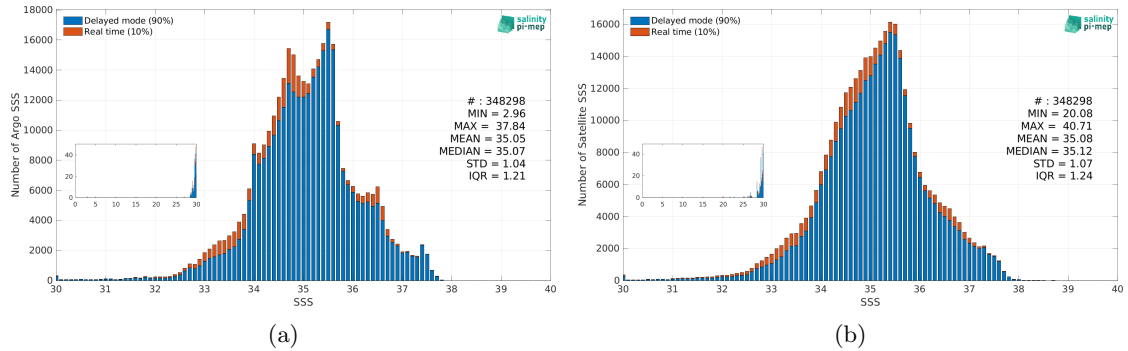 Delayed mode (90%)
Real time (10%)
salinity
pi-mep
# : 348298
MIN = 2.96
MAX = 37.84
MEAN = 35.05
MEDIAN = 35.07
STD = 1.04
IQR = 1.21
Number of Argo SSS
18000
16000
14000
12000
10000
8000
6000
4000
2000
0
40
20
0
0 5 10 15 20 25 30
30 31 32 33 34 35 36 37 38 39 40
SSS
(a)
Delayed mode (90%)
Real time (10%)
salinity
pi-mep
# : 348298
MIN = 20.08
MAX = 40.71
MEAN = 35.08
MEDIAN = 35.12
STD = 1.07
IQR = 1.24
Number of Satellite SSS
16000
14000
12000
10000
8000
6000
4000
2000
0
40
20
0
0 5 10 15 20 25 30
30 31 32 33 34 35 36 37 38 39 40
SSS
(b)